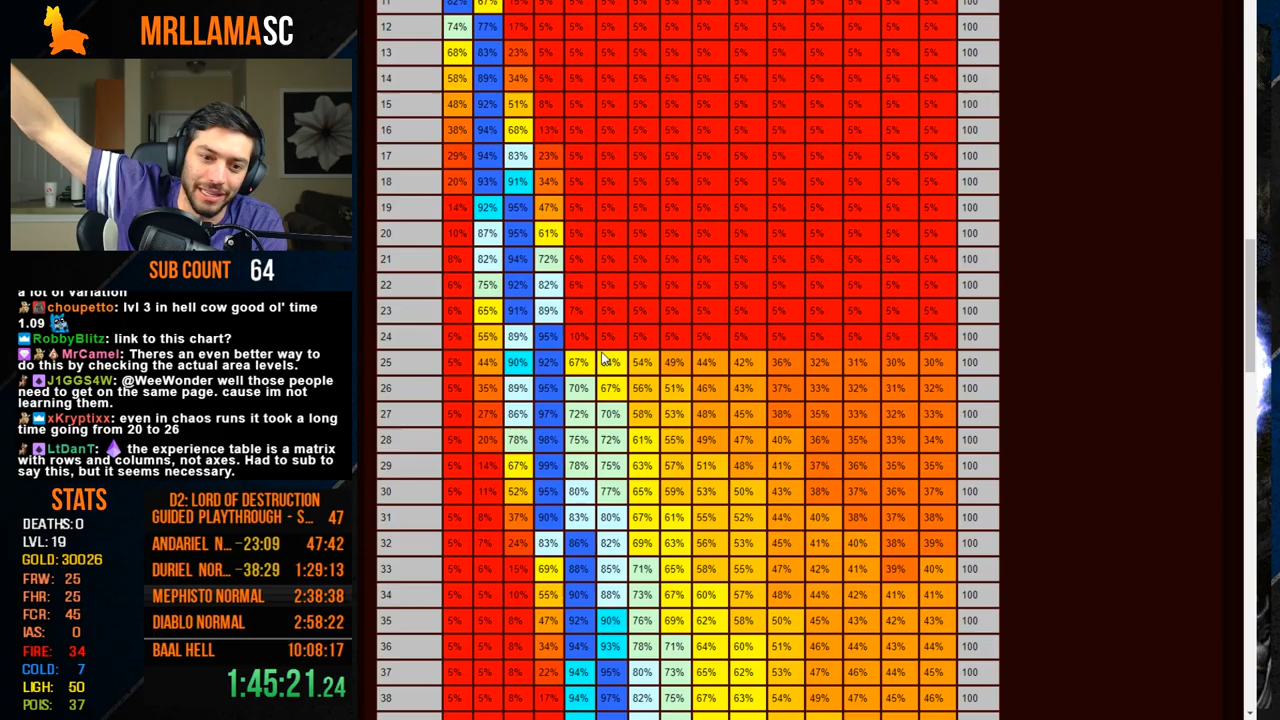 MRLLAMASC
SUB COUNT 64
a lot of variation
choupetto: lvl 3 in hell cow good ol' time
1.09
RobbyBlitz: link to this chart?
MrCamel: Theres an even better way to
do this by checking the actual area levels.
J1GGS4W: @WeeWonder well those people
need to get on the same page. cause im not
learning them.
xKryptixx: even in chaos runs it took a long
time going from 20 to 26
LtDanT: the experience table is a matrix
with rows and columns, not axes. Had to sub to
say this, but it seems necessary.
STATS
DEATHS: 0
LVL: 19
GOLD: 30026
FRW: 25
FHR: 25
FCR: 45
IAS: 0
FIRE: 34
COLD: 7
LIGH: 50
POIS: 37
D2: LORD OF DESTRUCTION
GUIDED PLAYTHROUGH - S... 47
ANDARIEL N... -23:09 47:42
DURIEL NOR... -38:29 1:29:13
MEPHISTO NORMAL 2:38:38
DIABLO NORMAL 2:58:22
BAAL HELL 10:08:17
1:45:21.24
11 82% 67% 15% 5% 5% 5% 5% 5% 5% 5% 5% 5% 5% 5% 100
12 74% 77% 17% 5% 5% 5% 5% 5% 5% 5% 5% 5% 5% 5% 100
13 68% 83% 23% 5% 5% 5% 5% 5% 5% 5% 5% 5% 5% 5% 100
14 58% 89% 34% 5% 5% 5% 5% 5% 5% 5% 5% 5% 5% 5% 100
15 48% 92% 51% 8% 5% 5% 5% 5% 5% 5% 5% 5% 5% 5% 100
16 38% 94% 68% 13% 5% 5% 5% 5% 5% 5% 5% 5% 5% 5% 100
17 29% 94% 83% 23% 5% 5% 5% 5% 5% 5% 5% 5% 5% 5% 100
18 20% 93% 91% 34% 5% 5% 5% 5% 5% 5% 5% 5% 5% 5% 100
19 14% 92% 95% 47% 5% 5% 5% 5% 5% 5% 5% 5% 5% 5% 100
20 10% 87% 95% 61% 5% 5% 5% 5% 5% 5% 5% 5% 5% 5% 100
21 8% 82% 94% 72% 5% 5% 5% 5% 5% 5% 5% 5% 5% 5% 100
22 6% 75% 92% 82% 6% 5% 5% 5% 5% 5% 5% 5% 5% 5% 100
23 6% 65% 91% 89% 7% 5% 5% 5% 5% 5% 5% 5% 5% 5% 100
24 5% 55% 89% 95% 10% 5% 5% 5% 5% 5% 5% 5% 5% 5% 100
25 5% 44% 90% 92% 67% 54% 49% 44% 42% 36% 32% 31% 30% 100
26 5% 35% 89% 95% 70% 67% 56% 51% 46% 43% 37% 33% 32% 31% 32% 100
27 5% 27% 86% 97% 72% 70% 58% 53% 48% 45% 38% 35% 33% 32% 33% 100
28 5% 20% 78% 98% 75% 72% 61% 55% 49% 47% 40% 36% 35% 33% 34% 100
29 5% 14% 67% 99% 78% 75% 63% 57% 51% 48% 41% 37% 36% 35% 35% 100
30 5% 11% 52% 95% 80% 77% 65% 59% 53% 50% 43% 38% 37% 36% 37% 100
31 5% 8% 37% 90% 83% 80% 67% 61% 55% 52% 44% 40% 38% 37% 38% 100
32 5% 7% 24% 83% 86% 82% 69% 63% 56% 53% 45% 41% 40% 38% 39% 100
33 5% 6% 15% 69% 88% 85% 71% 65% 58% 55% 47% 42% 41% 39% 40% 100
34 5% 5% 10% 55% 90% 88% 73% 67% 60% 57% 48% 44% 42% 41% 41% 100
35 5% 5% 8% 47% 92% 90% 76% 69% 62% 58% 50% 45% 43% 42% 43% 100
36 5% 5% 8% 34% 94% 93% 78% 71% 64% 60% 51% 46% 44% 43% 44% 100
37 5% 5% 8% 22% 94% 95% 80% 73% 65% 62% 53% 47% 46% 44% 45% 100
38 5% 5% 8% 17% 94% 97% 82% 75% 67% 63% 54% 49% 47% 45% 46% 100